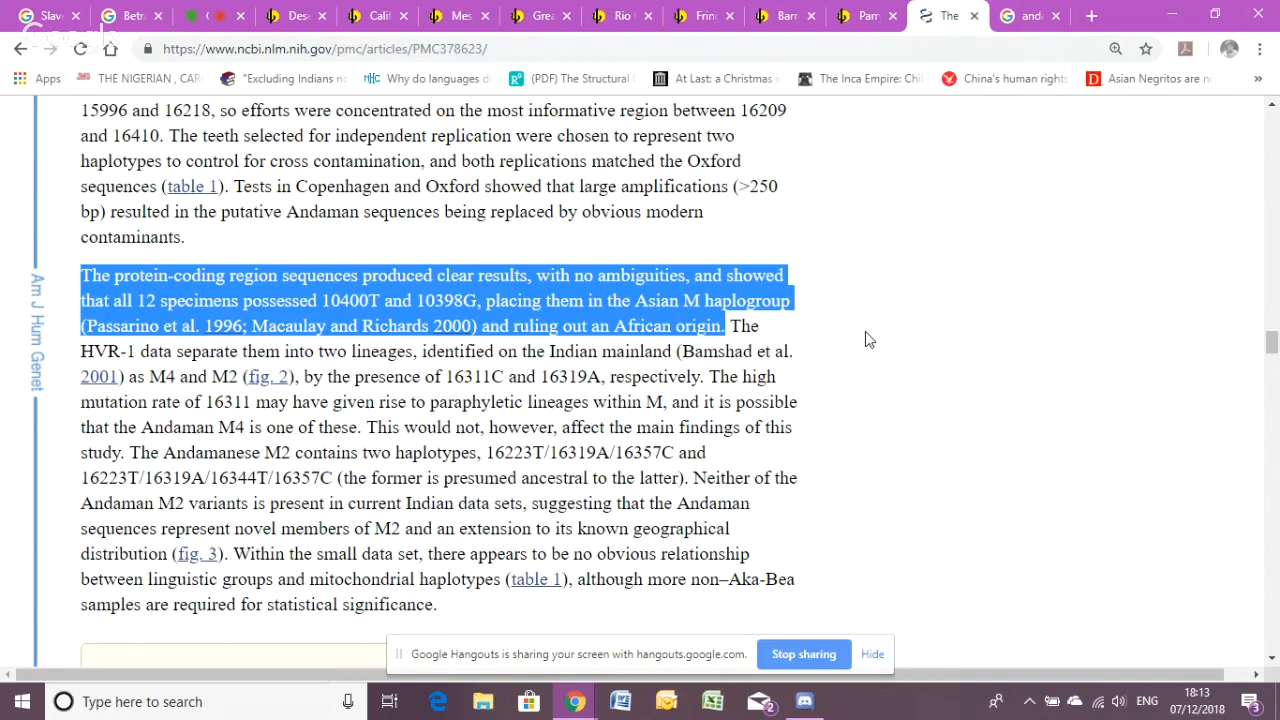 Slav
Betr
G
Des
Cali
Mes
Grea
Rio
Frin
Barr
Parr
The
and
https://www.ncbi.nlm.nih.gov/pmc/articles/PMC378623/
Apps
THE NIGERIAN , CAR
"Excluding Indians n
Why do languages d
(PDF) The Structural
At Last: a Christmas i
The Inca Empire: Chi
China's human rights
Asian Negritos are n
15996 and 16218, so efforts were concentrated on the most informative region between 16209
and 16410. The teeth selected for independent replication were chosen to represent two
haplotypes to control for cross contamination, and both replications matched the Oxford
sequences (table 1). Tests in Copenhagen and Oxford showed that large amplifications (>250
bp) resulted in the putative Andaman sequences being replaced by obvious modern
contaminants.
The protein-coding region sequences produced clear results, with no ambiguities, and showed
that all 12 specimens possessed 10400T and 10398G, placing them in the Asian M haplogroup
(Passarino et al. 1996; Macaulay and Richards 2000) and ruling out an African origin. The
HVR-1 data separate them into two lineages, identified on the Indian mainland (Bamshad et al.
2001) as M4 and M2 (fig. 2), by the presence of 16311C and 16319A, respectively. The high
mutation rate of 16311 may have given rise to paraphyletic lineages within M, and it is possible
that the Andaman M4 is one of these. This would not, however, affect the main findings of this
study. The Andamanese M2 contains two haplotypes, 16223T/16319A/16357C and
16223T/16319A/16344T/16357C (the former is presumed ancestral to the latter). Neither of the
Andaman M2 variants is present in current Indian data sets, suggesting that the Andaman
sequences represent novel members of M2 and an extension to its known geographical
distribution (fig. 3). Within the small data set, there appears to be no obvious relationship
between linguistic groups and mitochondrial haplotypes (table 1), although more non–Aka-Bea
samples are required for statistical significance.
Am J Hum Genet
Google Hangouts is sharing your screen with hangouts.google.com.
Stop sharing
Hide
Type here to search
ENG
18:13
07/12/2018